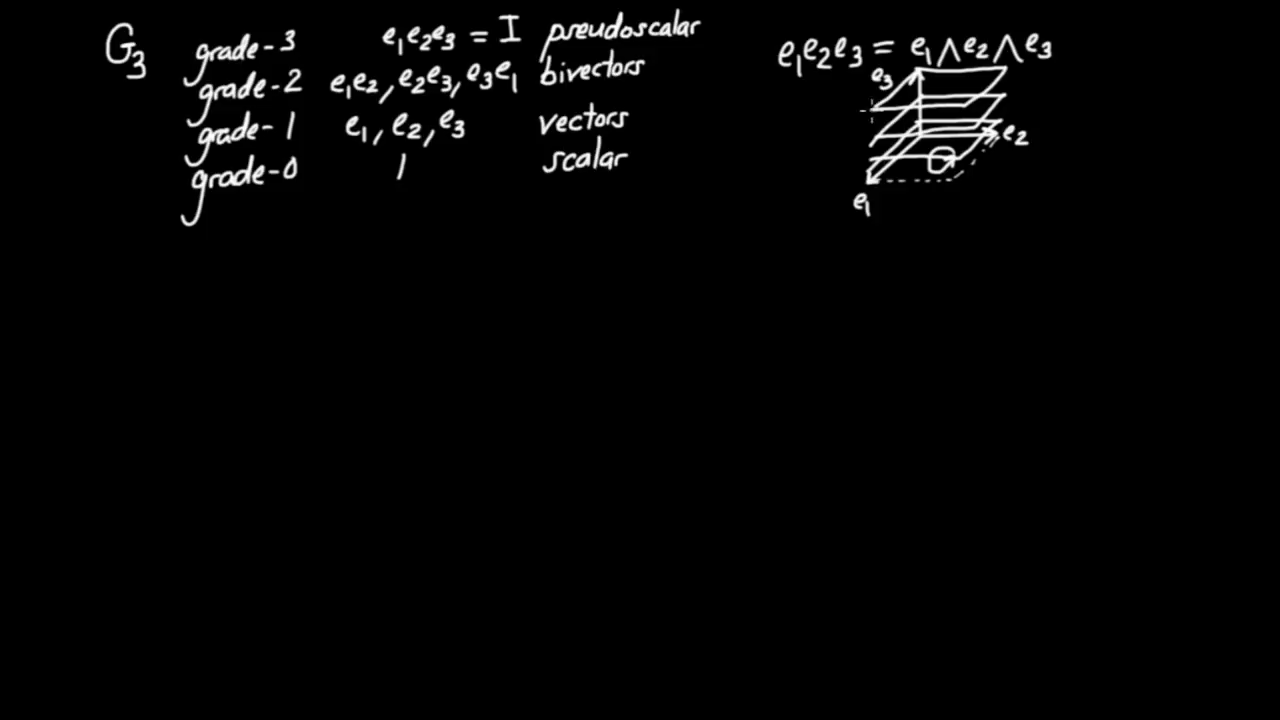 G₃
grade-3 e₁e₂e₃ = I pseudoscalar
grade-2 e₁e₂, e₂e₃, e₃e₁ bivectors
grade-1 e₁, e₂, e₃ vectors
grade-0 1 scalar
e₁e₂e₃ = e₁∧e₂∧e₃
e₃
e₂
e₁